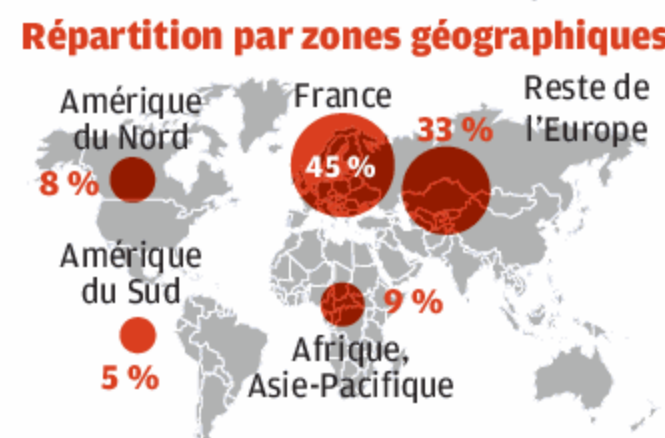 Répartition par zones géographiques
Amérique
du Nord
8 %
France
45 %
Reste de
l'Europe
33 %
Amérique
du Sud
5 %
9 %
Afrique,
Asie-Pacifique